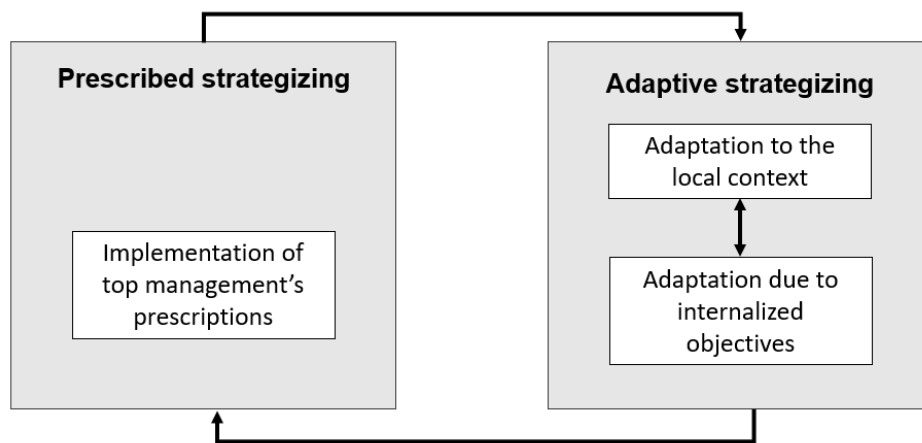 Prescribed strategizing
Implementation of
top management's
prescriptions
Adaptive strategizing
Adaptation to the
local context
Adaptation due to
internalized
objectives